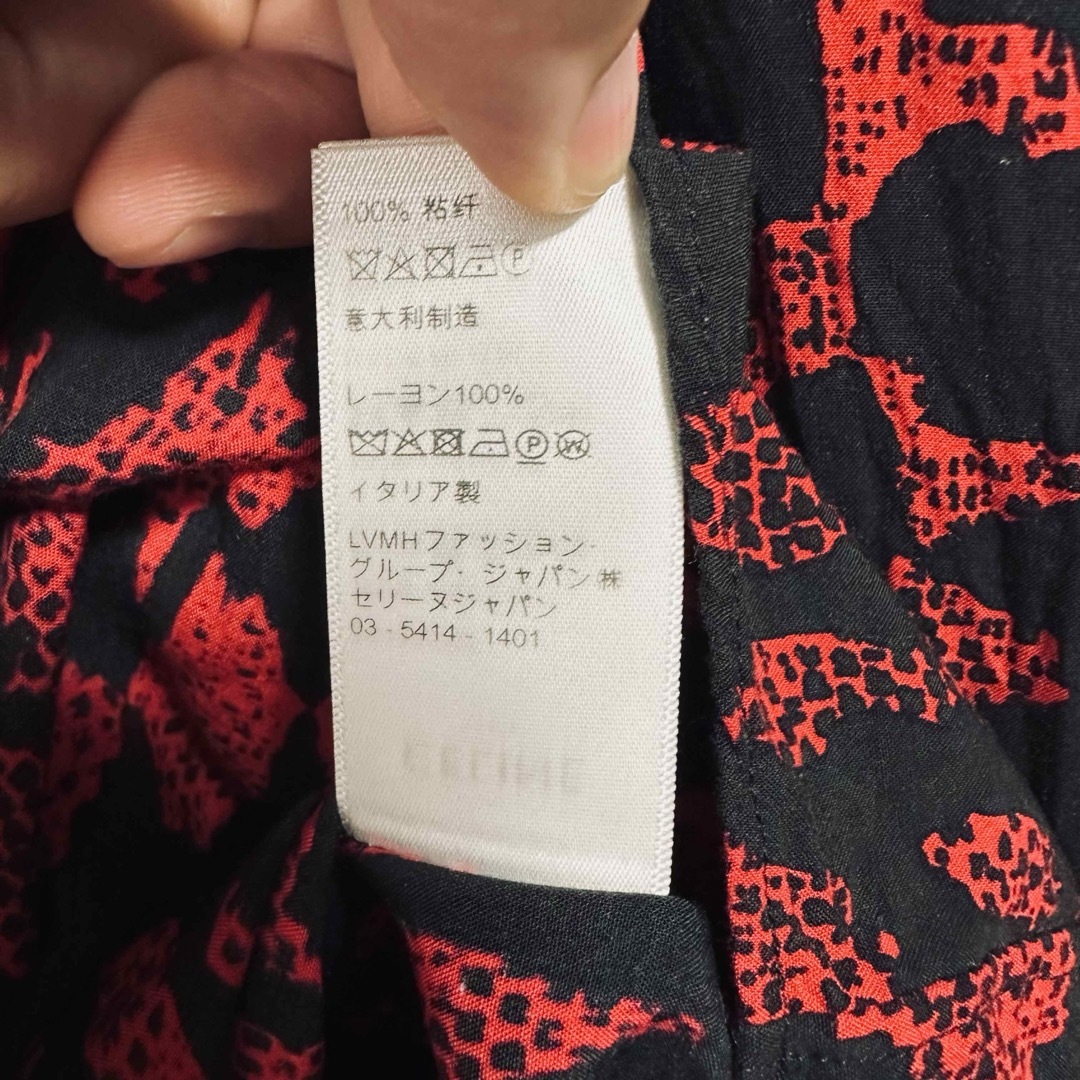 100% 粘纤
意大利制造
レーヨン100%
イタリア製
LVMHファッション・
グループ・ジャパン 株
セリーヌジャパン
03 - 5414 - 1401